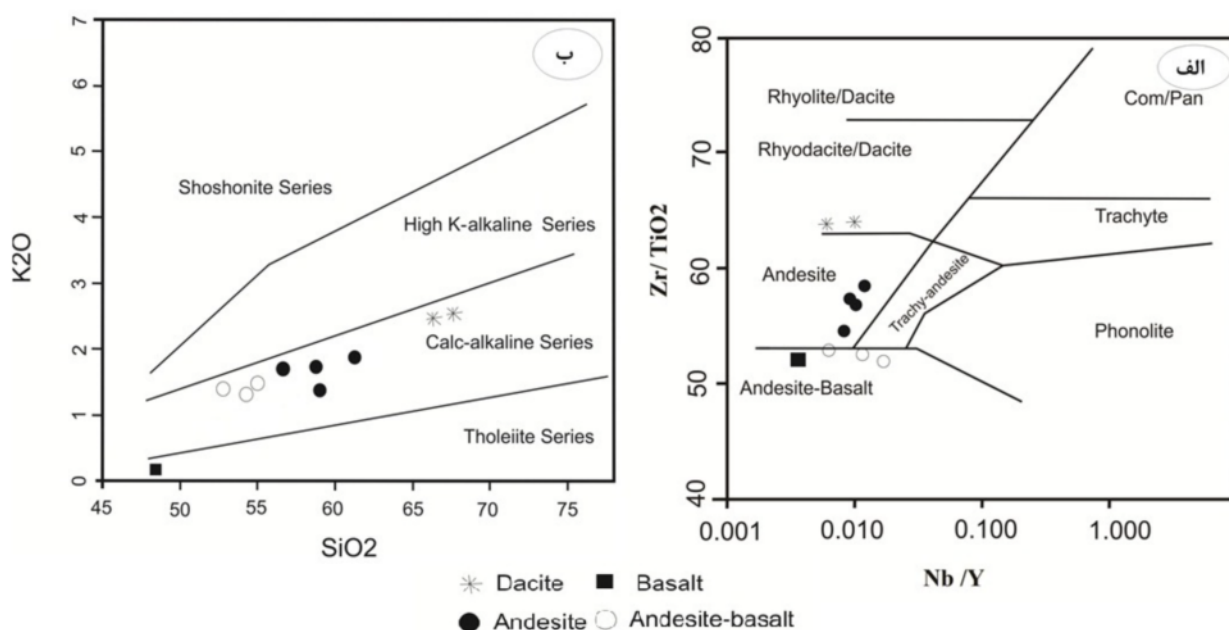 ب
7
6
5
4
3
2
1
0
K2O
Shoshonite Series
High K-alkaline Series
Calc-alkaline Series
Tholeiite Series
45 50 55 60 65 70 75
SiO2
الف
80
70
60
50
40
Zr/ TiO2
Rhyolite/Dacite
Com/Pan
Rhyodacite/Dacite
Trachyte
Andesite
Trachy-andesite
Phonolite
Andesite-Basalt
0.001 0.010 0.100 1.000
Nb /Y
Dacite Basalt
Andesite Andesite-basalt